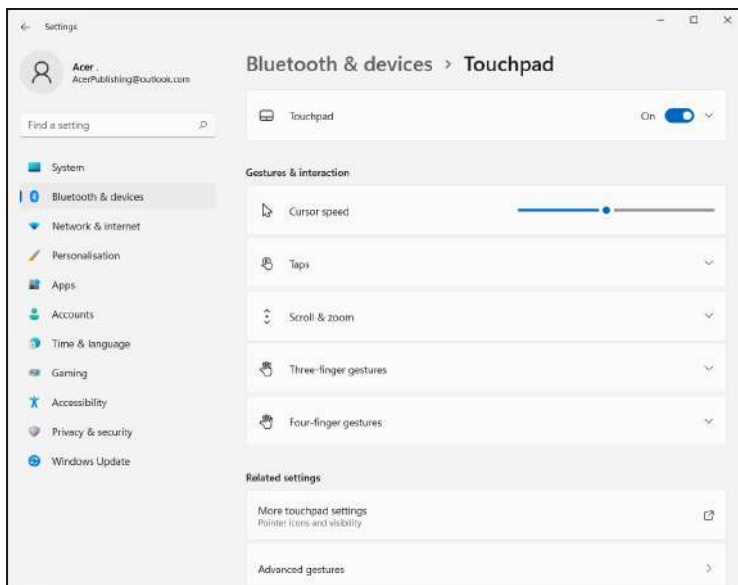 Settings
Acer .
AcerPublishing@outlook.com
Find a setting
System
Bluetooth & devices
Network & internet
Personalisation
Apps
Accounts
Time & language
Gaming
Accessibility
Privacy & security
Windows Update
Bluetooth & devices > Touchpad
Touchpad
On
Gestures & interaction
Cursor speed
Taps
Scroll & zoom
Three-finger gestures
Four-finger gestures
Related settings
More touchpad settings
Pointer icons and visibility
Advanced gestures